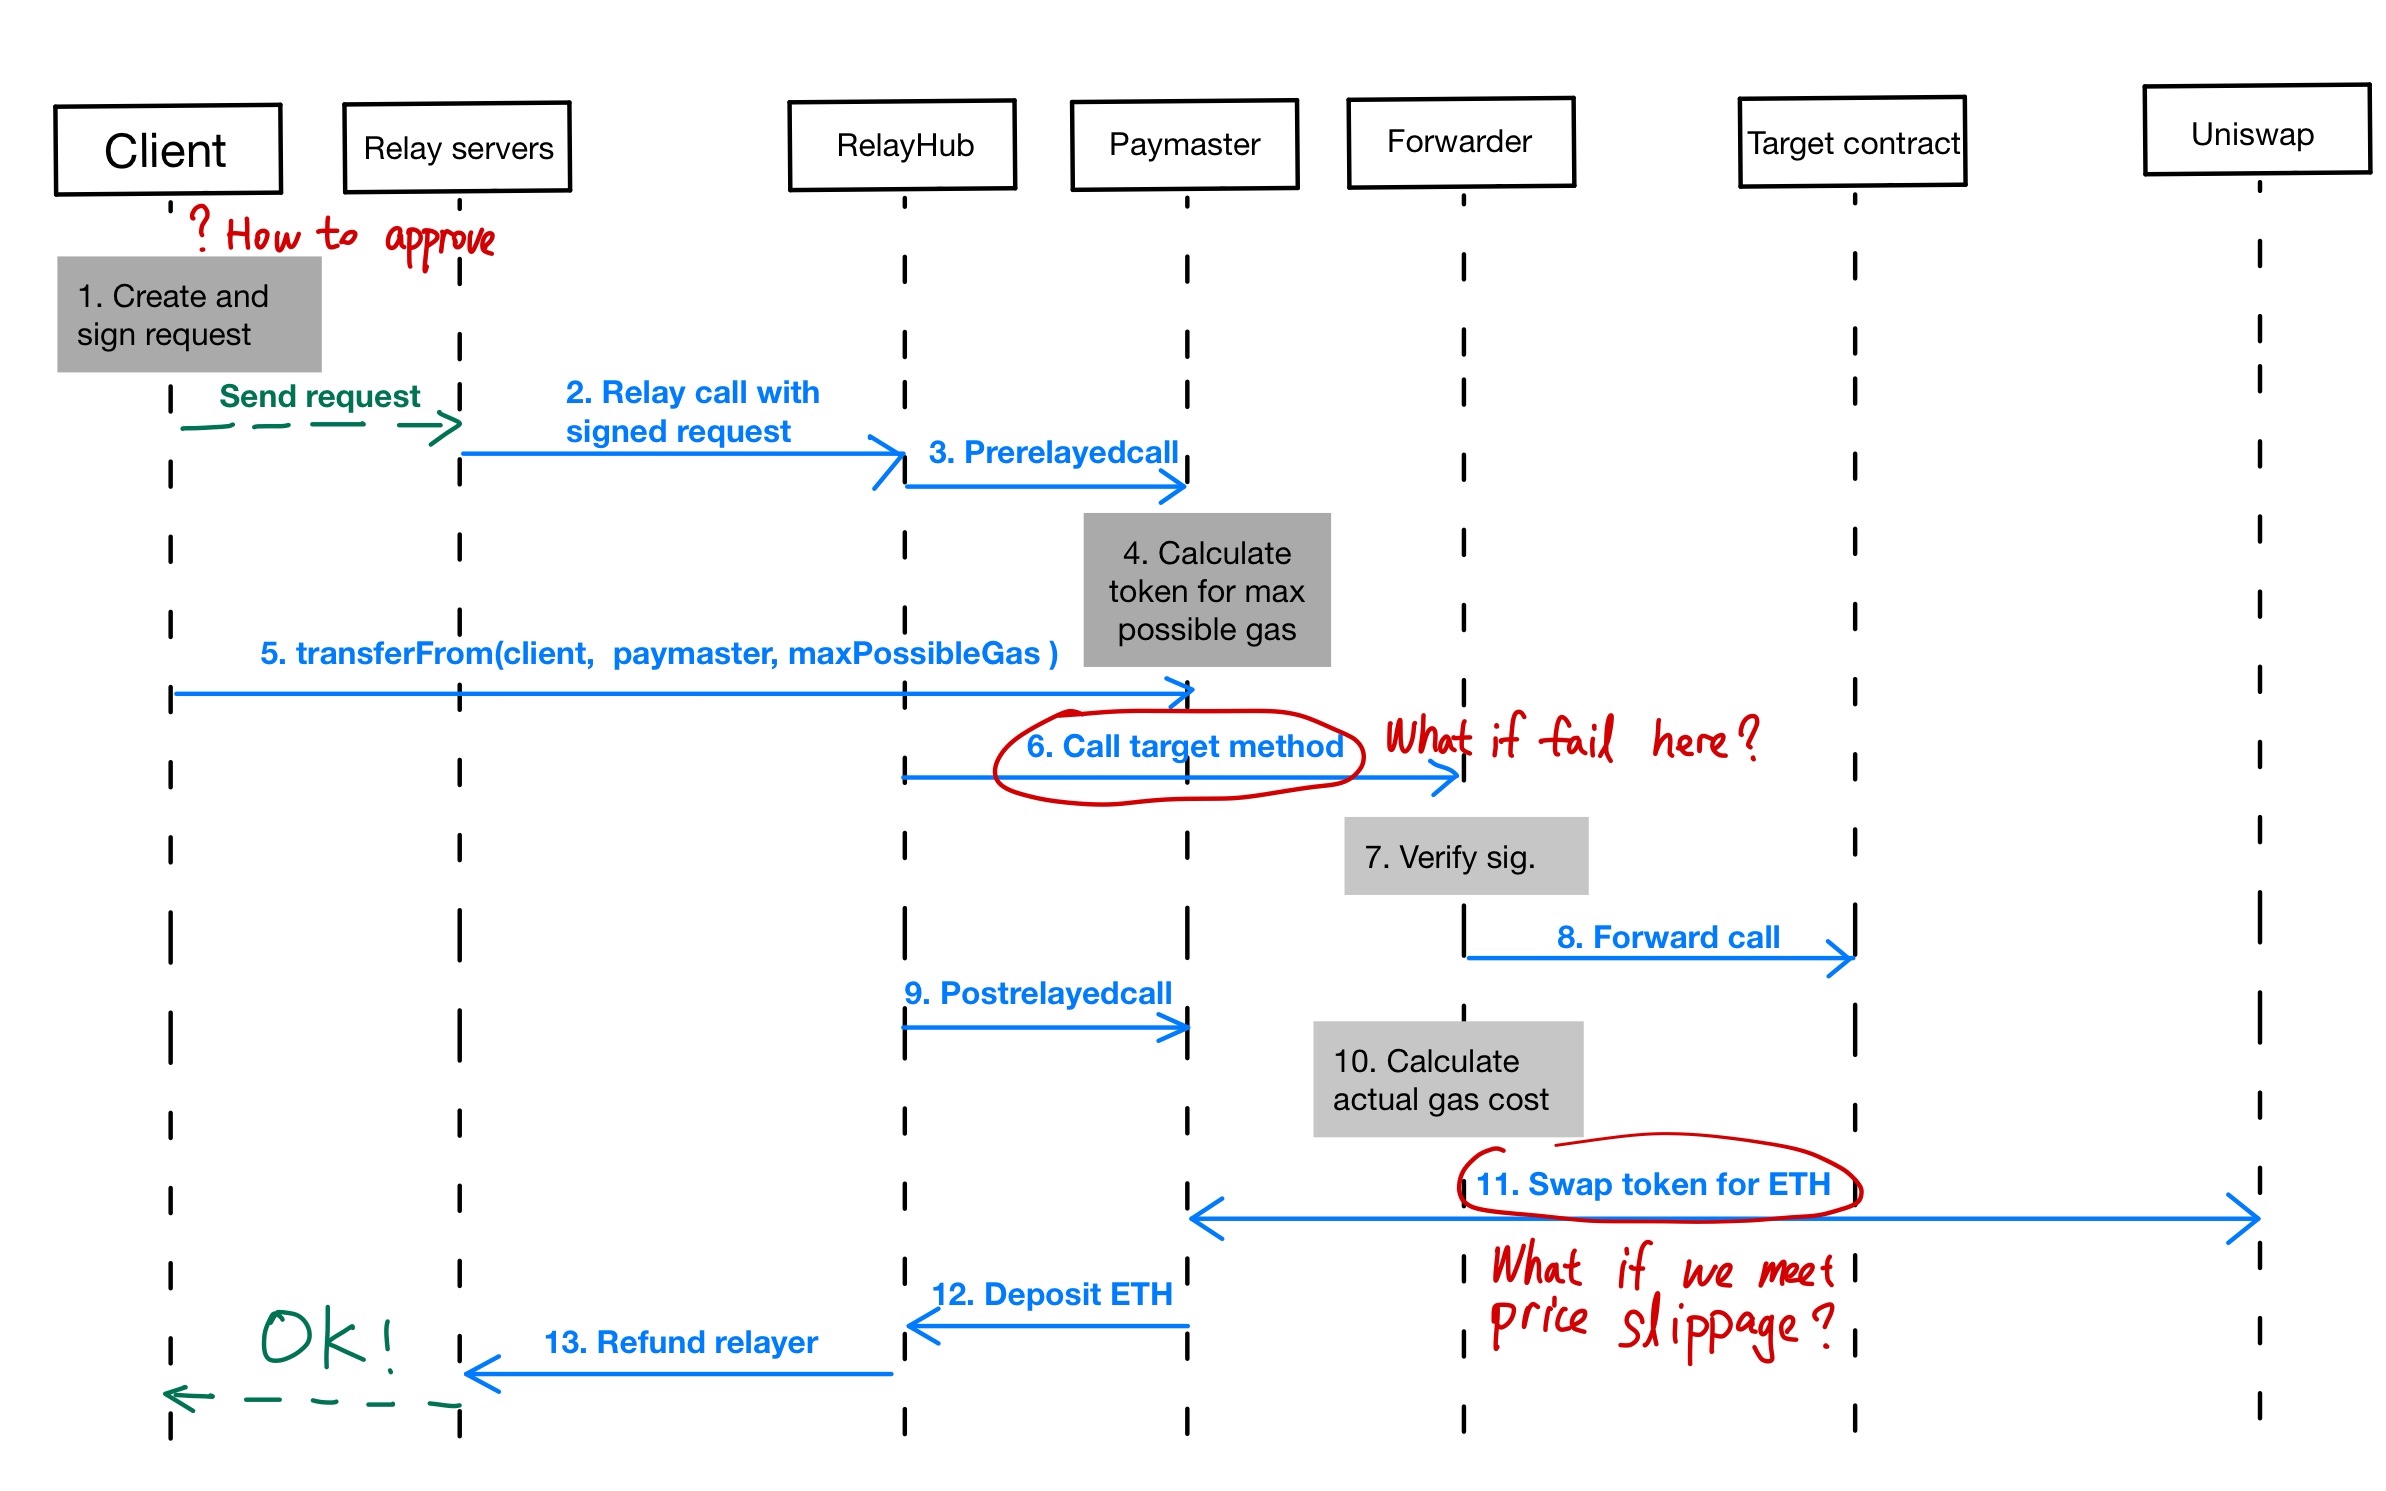 Client
Relay servers
RelayHub
Paymaster
Forwarder
Target contract
Uniswap
? How to approve
1. Create and
sign request
Send request
2. Relay call with
signed request
3. Prerelayedcall
4. Calculate
token for max
possible gas
5. transferFrom(client, paymaster, maxPossibleGas )
6. Call target method
What if fail here?
7. Verify sig.
8. Forward call
9. Postrelayedcall
10. Calculate
actual gas cost
11. Swap token for ETH
What if we meet
price slippage?
12. Deposit ETH
13. Refund relayer
OK!